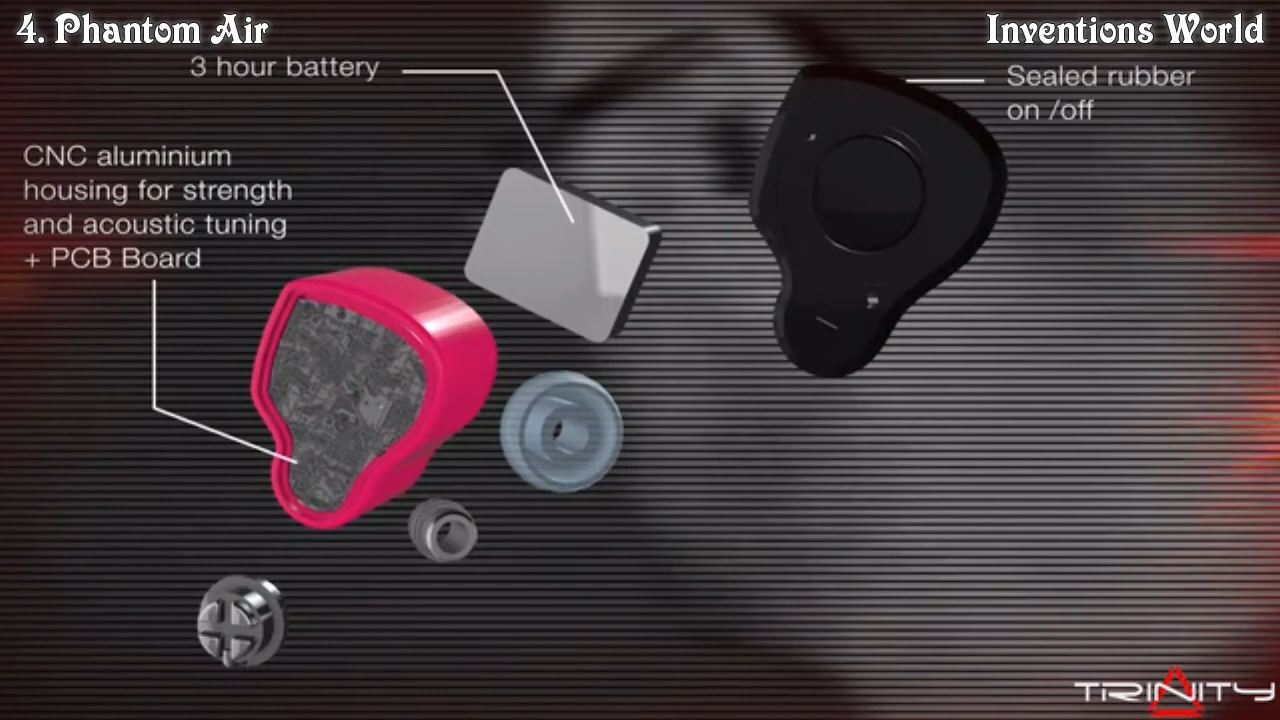 4. Phantom Air
Inventions World
3 hour battery
Sealed rubber
on /off
CNC aluminium
housing for strength
and acoustic tuning
+ PCB Board
TRINITY